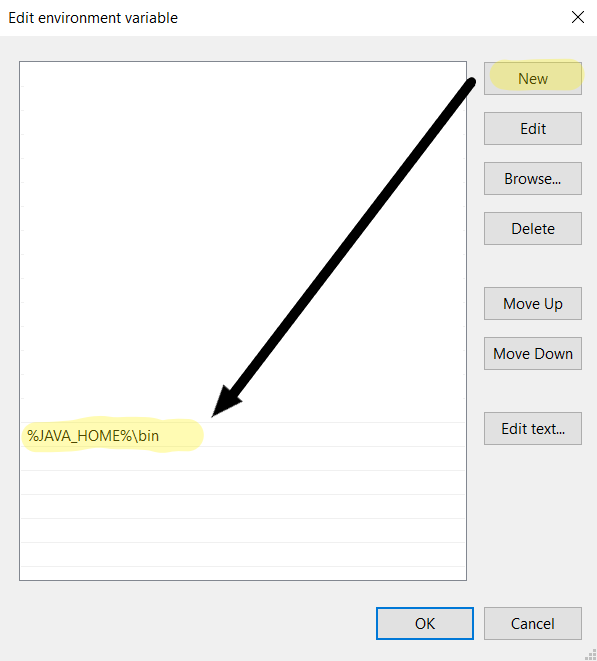 Edit environment variable
New
Edit
Browse...
Delete
Move Up
Move Down
%JAVA_HOME%\bin
Edit text...
OK
Cancel